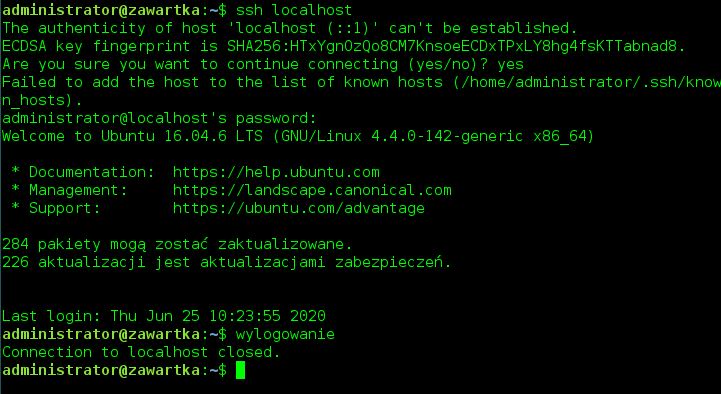 administrator@zawartka:~$ ssh localhost
The authenticity of host 'localhost (::1)' can't be established.
ECDSA key fingerprint is SHA256:HTxYgnOzQo8CM7KnsoeECDxTPxLY8hg4fsKTTabnad8.
Are you sure you want to continue connecting (yes/no)? yes
Failed to add the host to the list of known hosts (/home/administrator/.ssh/know
n_hosts).
administrator@localhost's password:
Welcome to Ubuntu 16.04.6 LTS (GNU/Linux 4.4.0-142-generic x86_64)
 * Documentation:  https://help.ubuntu.com
 * Management:     https://landscape.canonical.com
 * Support:        https://ubuntu.com/advantage
284 pakiety mogą zostać zaktualizowane.
226 aktualizacji jest aktualizacjami zabezpieczeń.
Last login: Thu Jun 25 10:23:55 2020
administrator@zawartka:~$ wylogowanie
Connection to localhost closed.
administrator@zawartka:~$